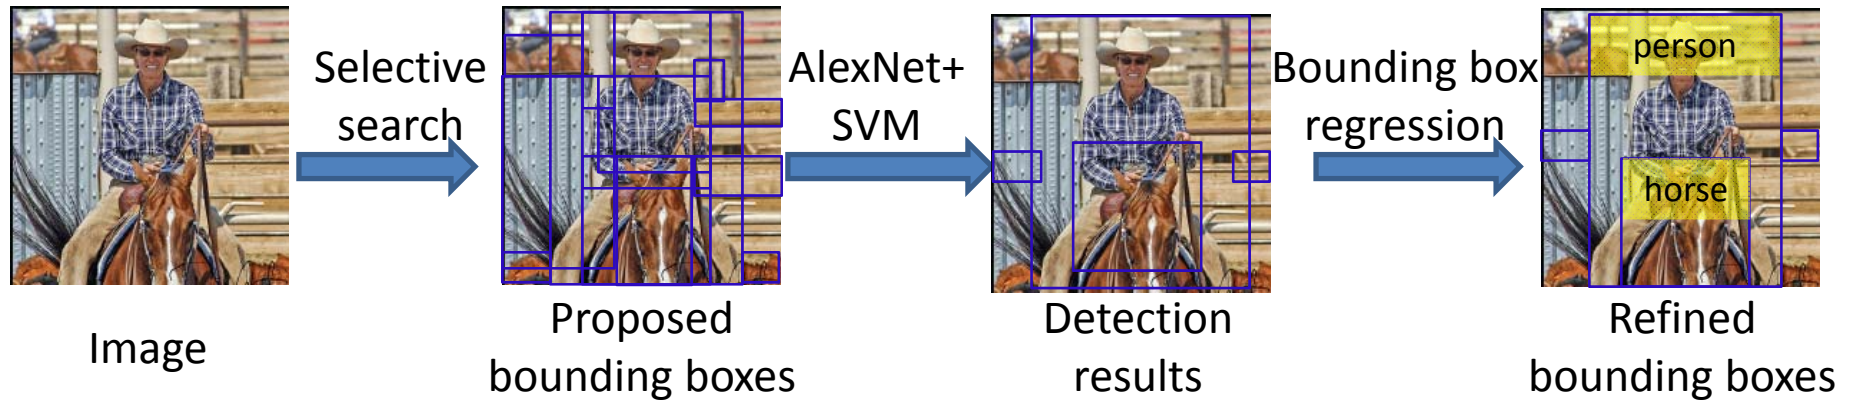 Selective
search
AlexNet+
SVM
Bounding box
regression
person
horse
Image
Proposed
bounding boxes
Detection
results
Refined
bounding boxes